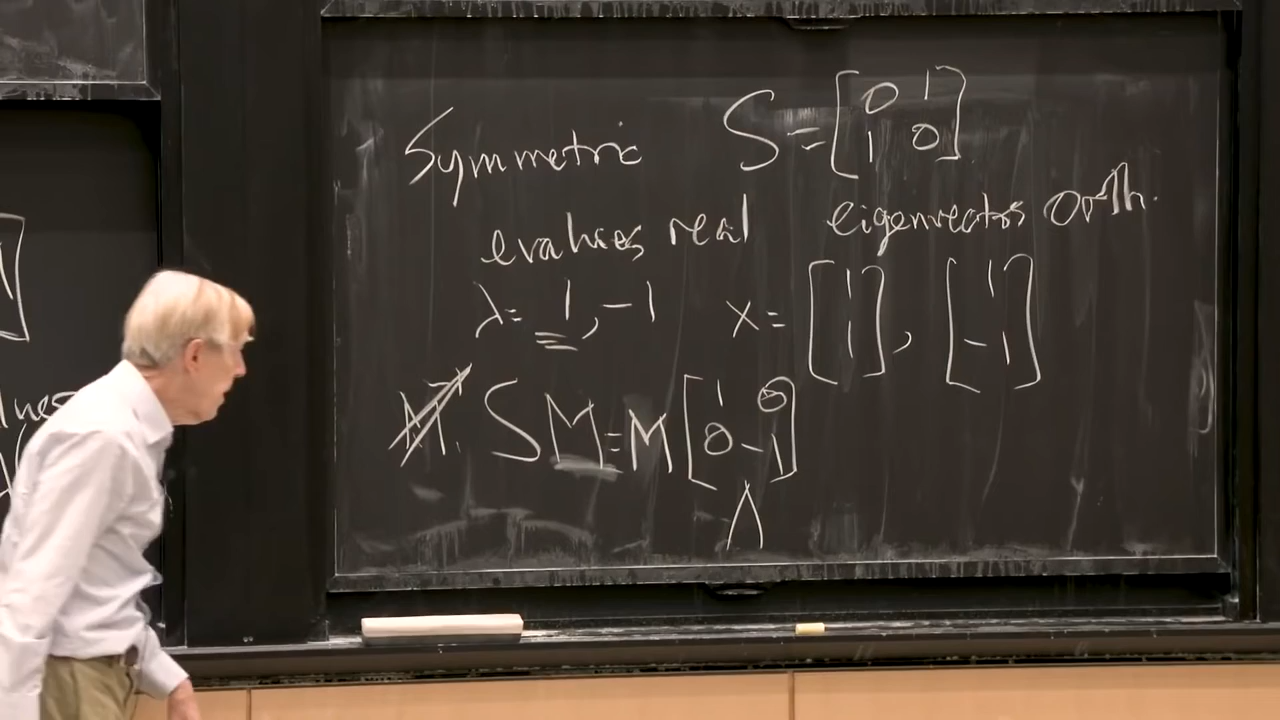 Symmetric S = [0 1; 1 0]
evalues real eigenvectors orth.
λ = 1, -1 x = [1; 1], [1; -1]
S M = M [1 0; 0 -1]
Λ